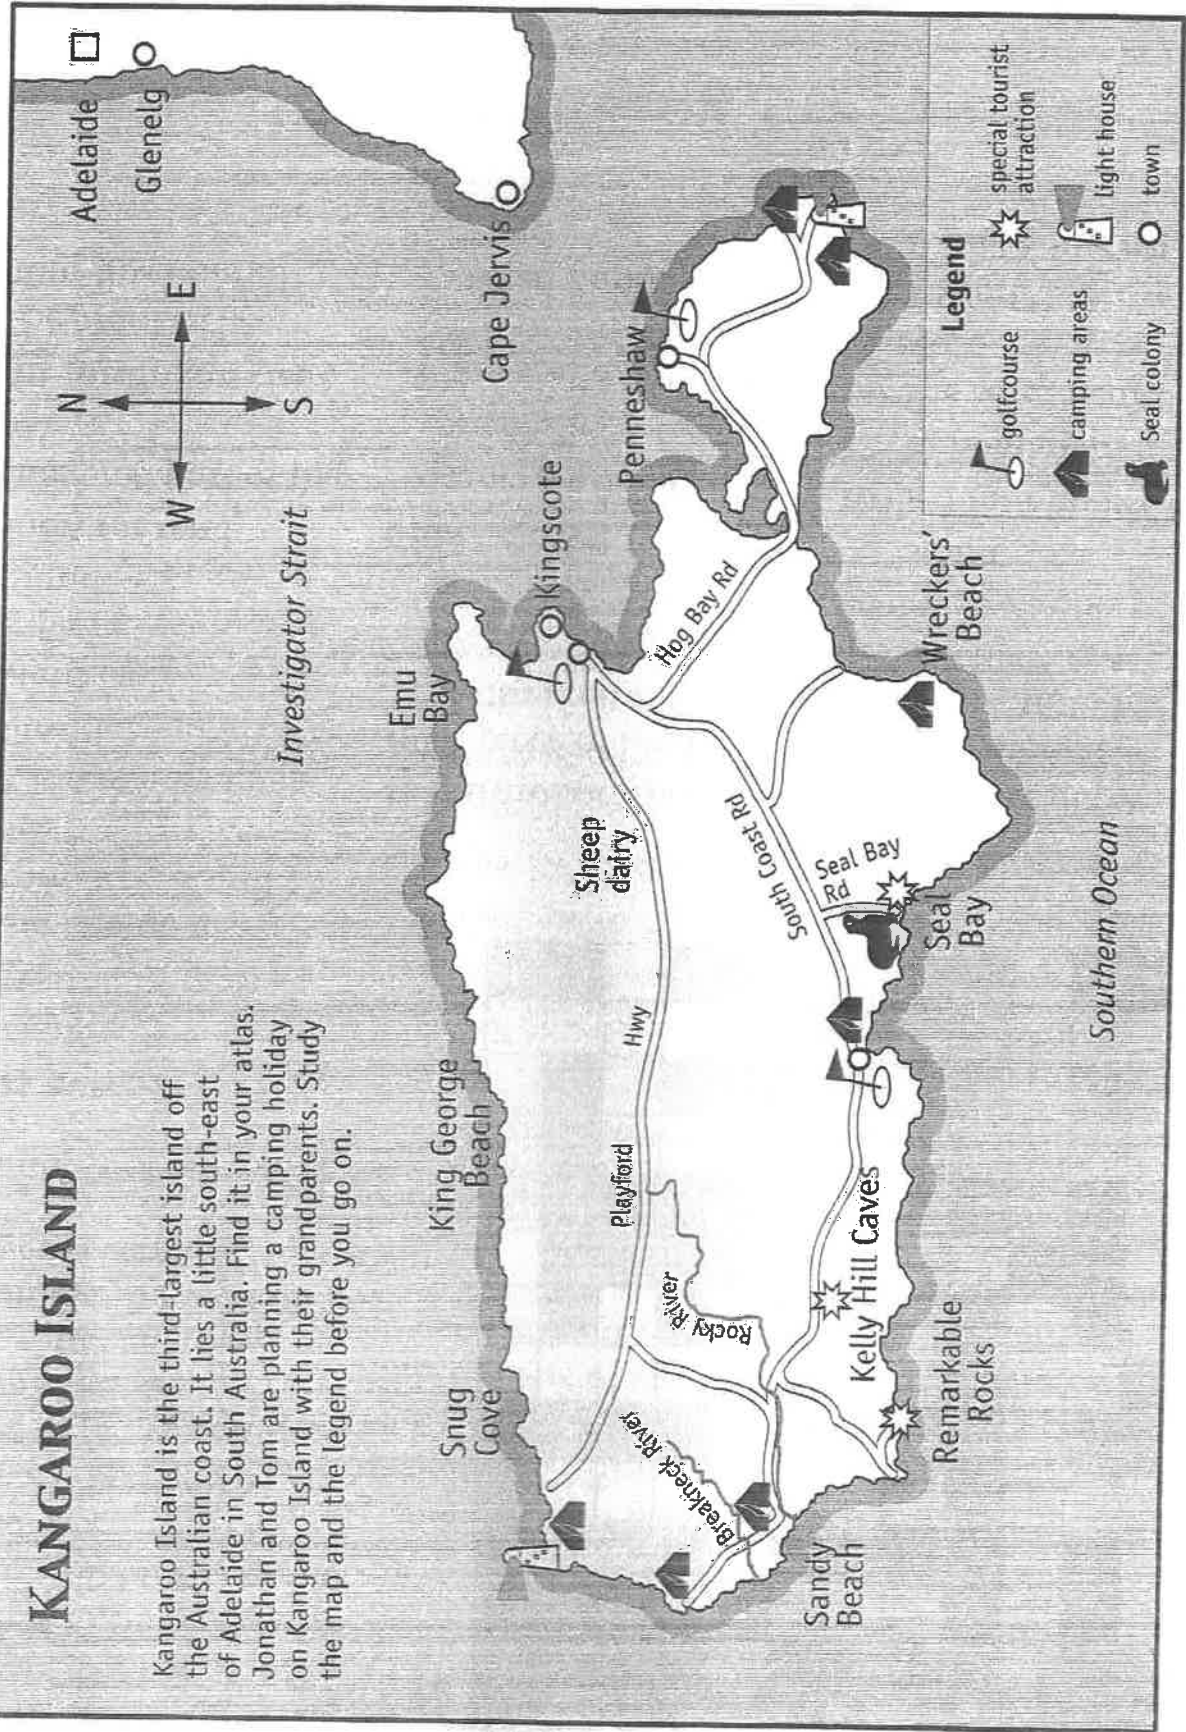 KANGAROO ISLAND
Kangaroo Island is the third-largest island off
the Australian coast. It lies a little south-east
of Adelaide in South Australia. Find it in your atlas.
Jonathan and Tom are planning a camping holiday
on Kangaroo Island with their grandparents. Study
the map and the legend before you go on.
N
W
E
S
Adelaide
Glenelg
Investigator Strait
Cape Jervis
Emu
Bay
Kingscote
King George
Beach
Snug
Cove
Penneshaw
Sheep
dairy
Hog Bay Rd
Playford
Hwy
Rocky River
Breakneck River
South Coast Rd
Seal Bay
Rd
Kelly Hill Caves
Sandy
Beach
Remarkable
Rocks
Seal
Bay
Wreckers'
Beach
Southern Ocean
Legend
golfcourse
special tourist
attraction
camping areas
light house
Seal colony
town